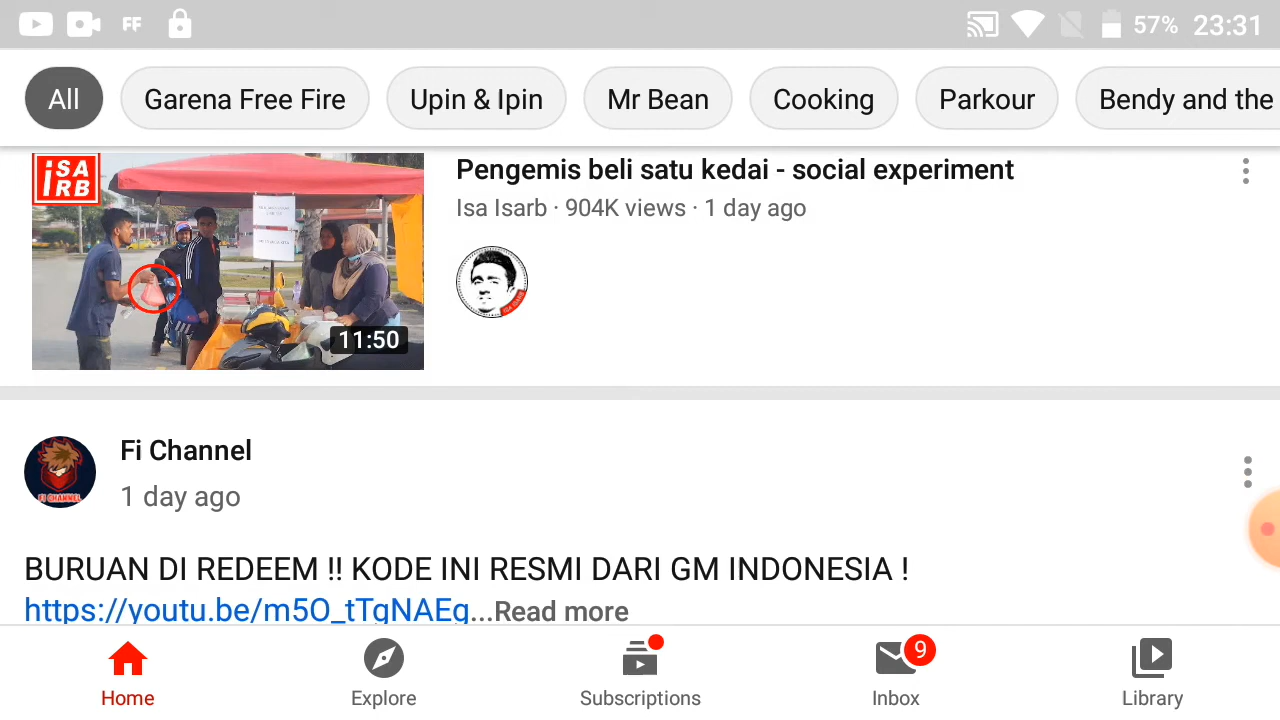 FF
57% 23:31
All Garena Free Fire Upin & Ipin Mr Bean Cooking Parkour Bendy and the
iSA
iRB
Pengemis beli satu kedai - social experiment
Isa Isarb · 904K views · 1 day ago
11:50
Fi Channel
1 day ago
FI CHANNEL
BURUAN DI REDEEM !! KODE INI RESMI DARI GM INDONESIA !
https://youtu.be/m5O_tTgNAEg...Read more
9
Home Explore Subscriptions Inbox Library